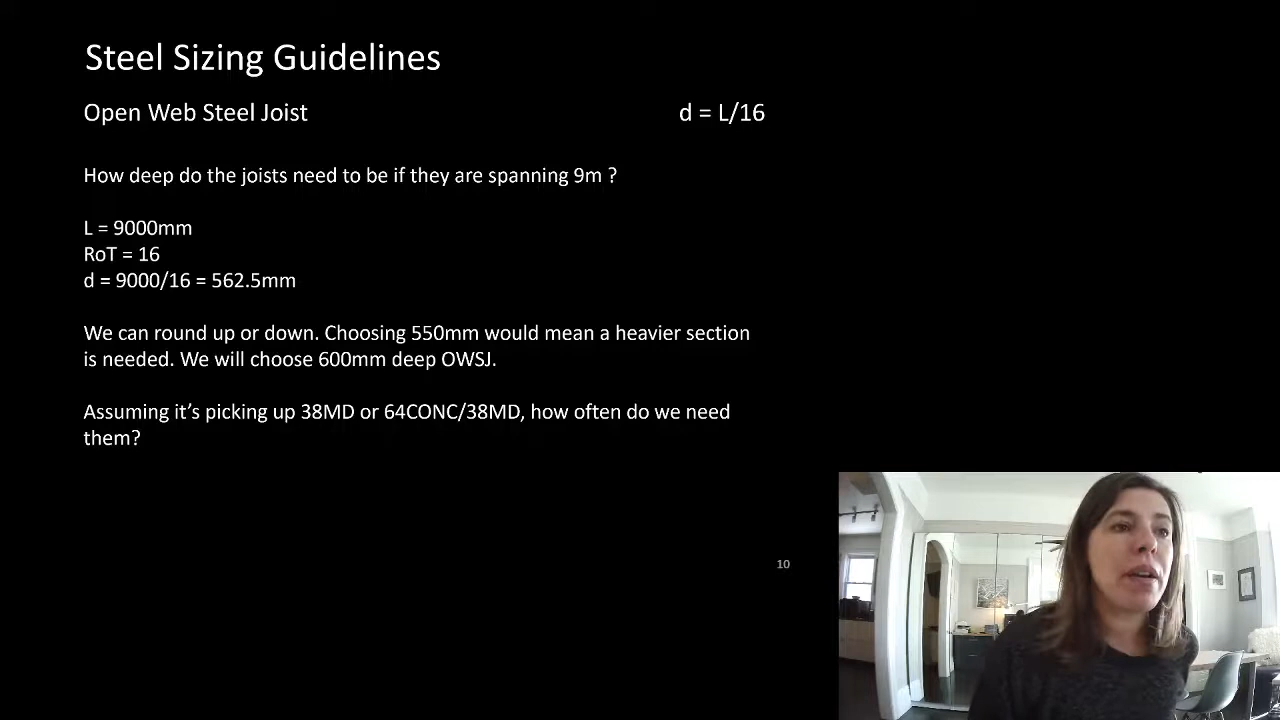 Steel Sizing Guidelines
Open Web Steel Joist d = L/16
How deep do the joists need to be if they are spanning 9m ?
L = 9000mm
RoT = 16
d = 9000/16 = 562.5mm
We can round up or down. Choosing 550mm would mean a heavier section
is needed. We will choose 600mm deep OWSJ.
Assuming it’s picking up 38MD or 64CONC/38MD, how often do we need
them?
10